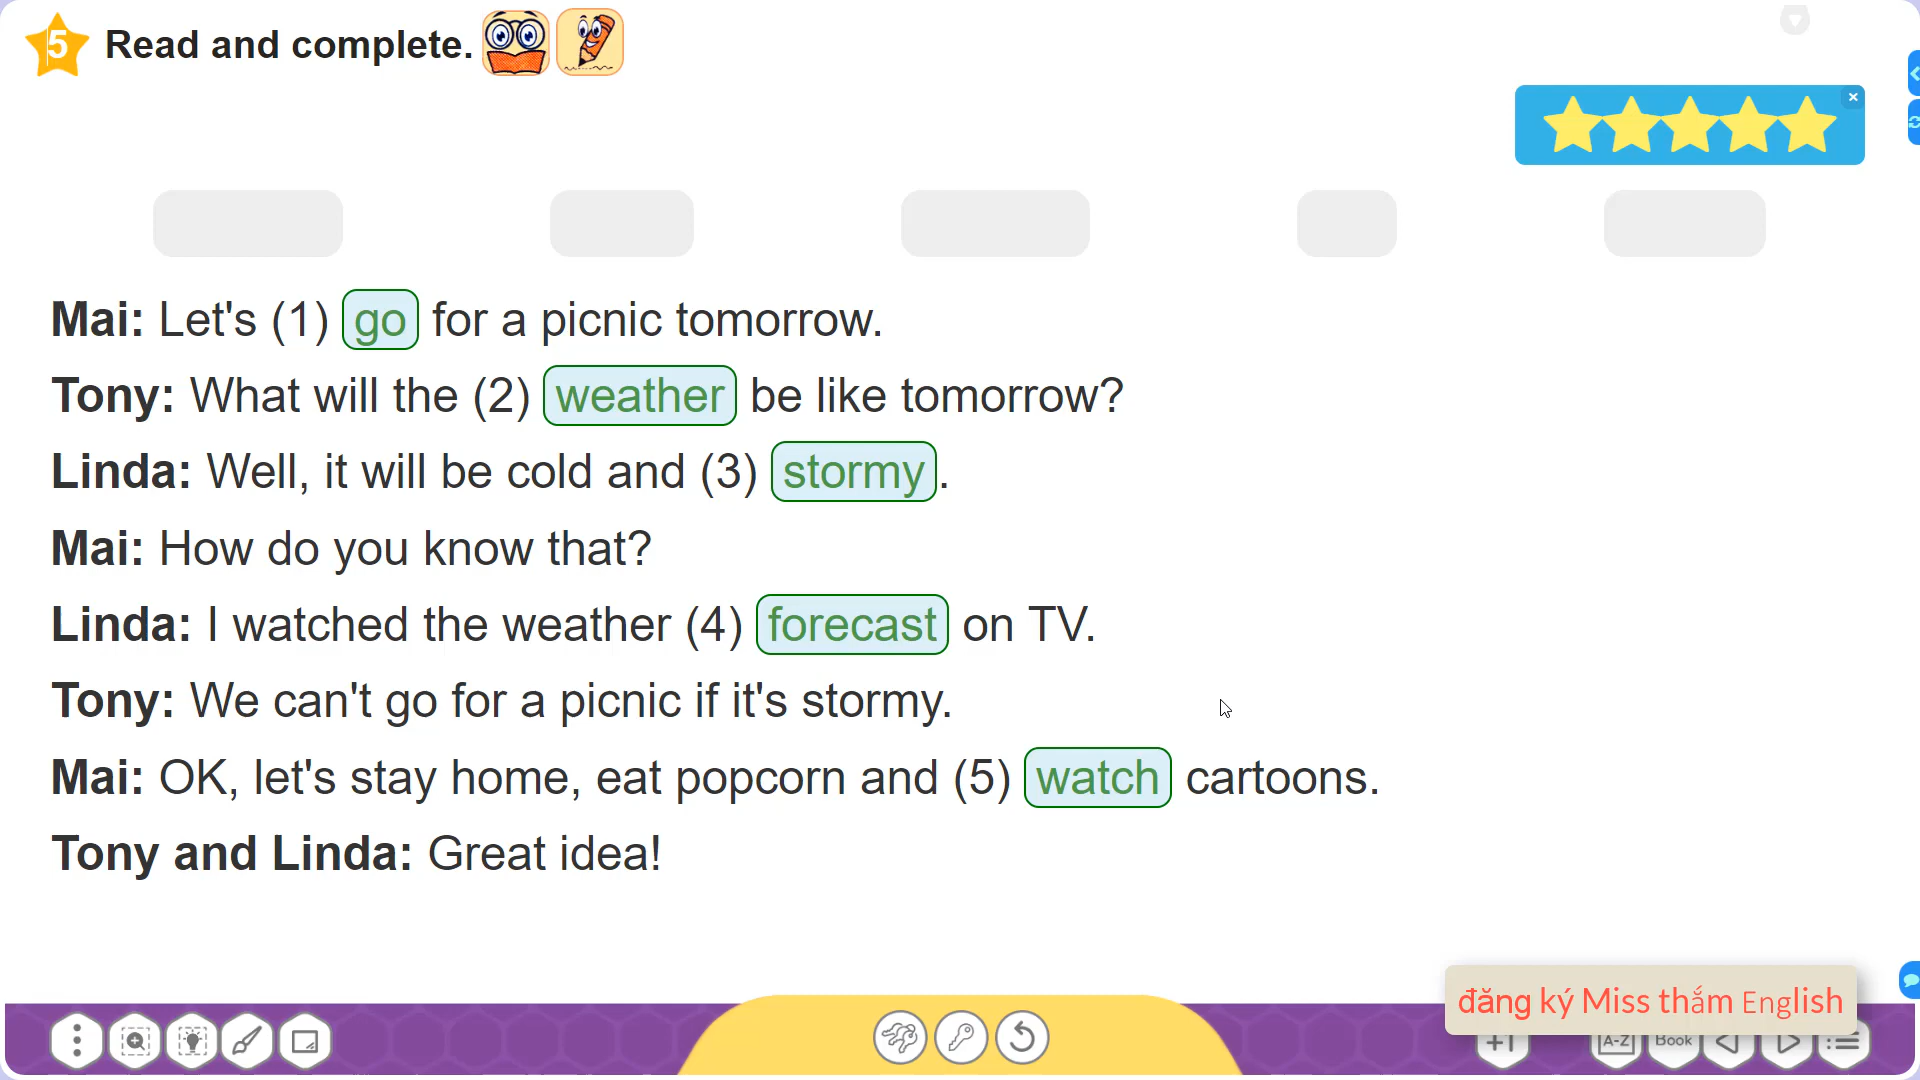 5 Read and complete.
Mai: Let's (1) go for a picnic tomorrow.
Tony: What will the (2) weather be like tomorrow?
Linda: Well, it will be cold and (3) stormy.
Mai: How do you know that?
Linda: I watched the weather (4) forecast on TV.
Tony: We can't go for a picnic if it's stormy.
Mai: OK, let's stay home, eat popcorn and (5) watch cartoons.
Tony and Linda: Great idea!
đăng ký Miss thắm English
+1 A-Z Book